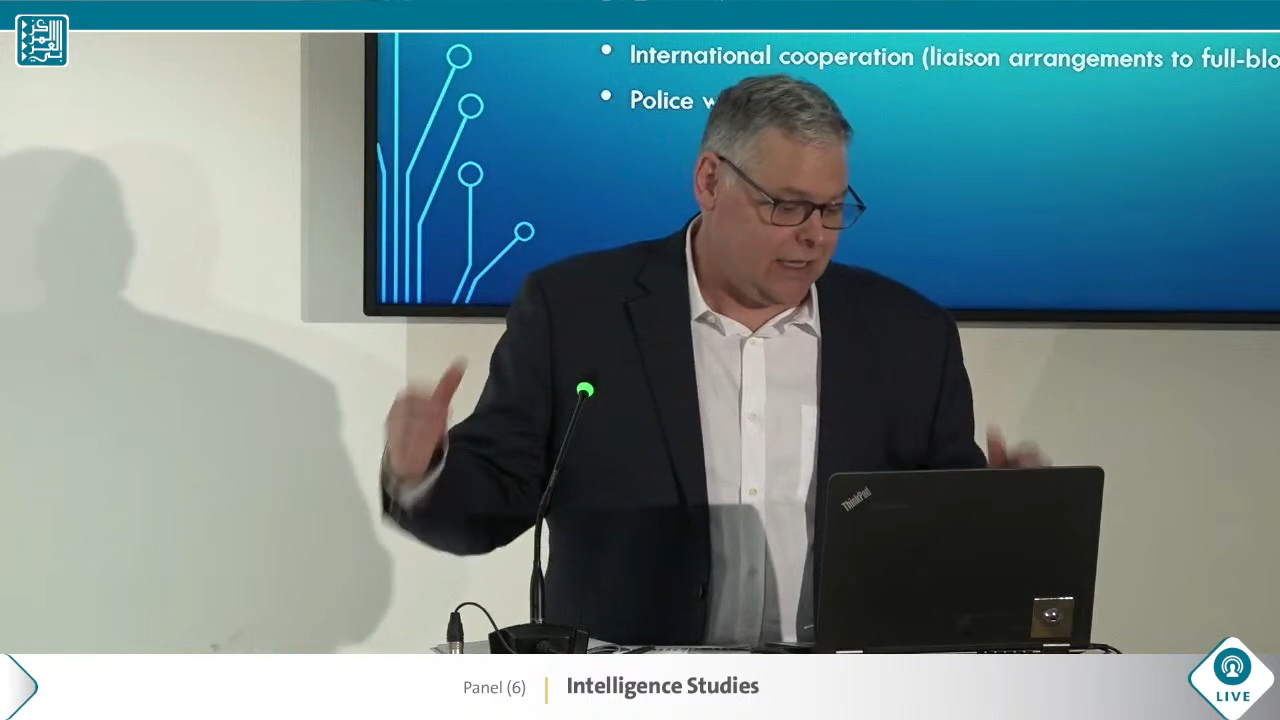 • International cooperation (liaison arrangements to full-blo
• Police w
ThinkPad
Panel (6) | Intelligence Studies
LIVE